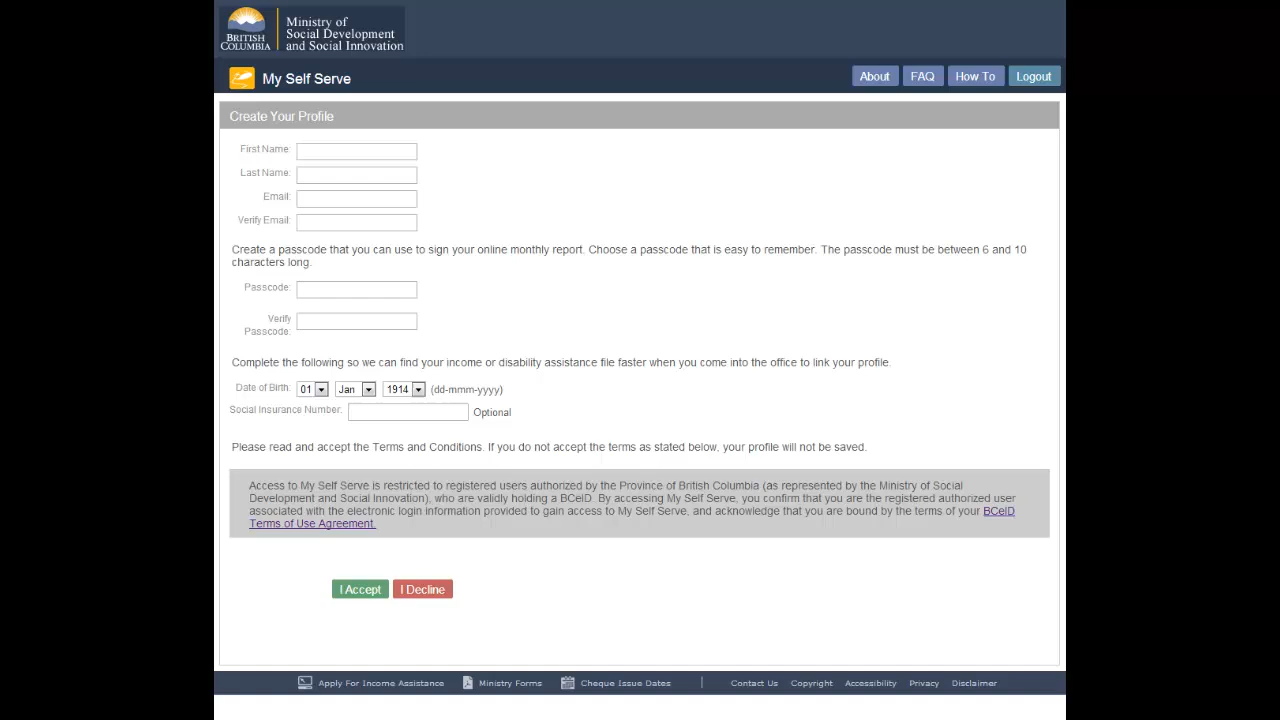 BRITISH
COLUMBIA
Ministry of
Social Development
and Social Innovation
My Self Serve
About FAQ How To Logout
Create Your Profile
First Name:
Last Name:
Email:
Verify Email:
Create a passcode that you can use to sign your online monthly report. Choose a passcode that is easy to remember. The passcode must be between 6 and 10
characters long.
Passcode:
Verify
Passcode:
Complete the following so we can find your income or disability assistance file faster when you come into the office to link your profile.
Date of Birth: 01 Jan 1914 (dd-mmm-yyyy)
Social Insurance Number: Optional
Please read and accept the Terms and Conditions. If you do not accept the terms as stated below, your profile will not be saved.
Access to My Self Serve is restricted to registered users authorized by the Province of British Columbia (as represented by the Ministry of Social
Development and Social Innovation), who are validly holding a BCeID. By accessing My Self Serve, you confirm that you are the registered authorized user
associated with the electronic login information provided to gain access to My Self Serve, and acknowledge that you are bound by the terms of your BCeID
Terms of Use Agreement.
I Accept I Decline
Apply For Income Assistance Ministry Forms Cheque Issue Dates | Contact Us Copyright Accessibility Privacy Disclaimer